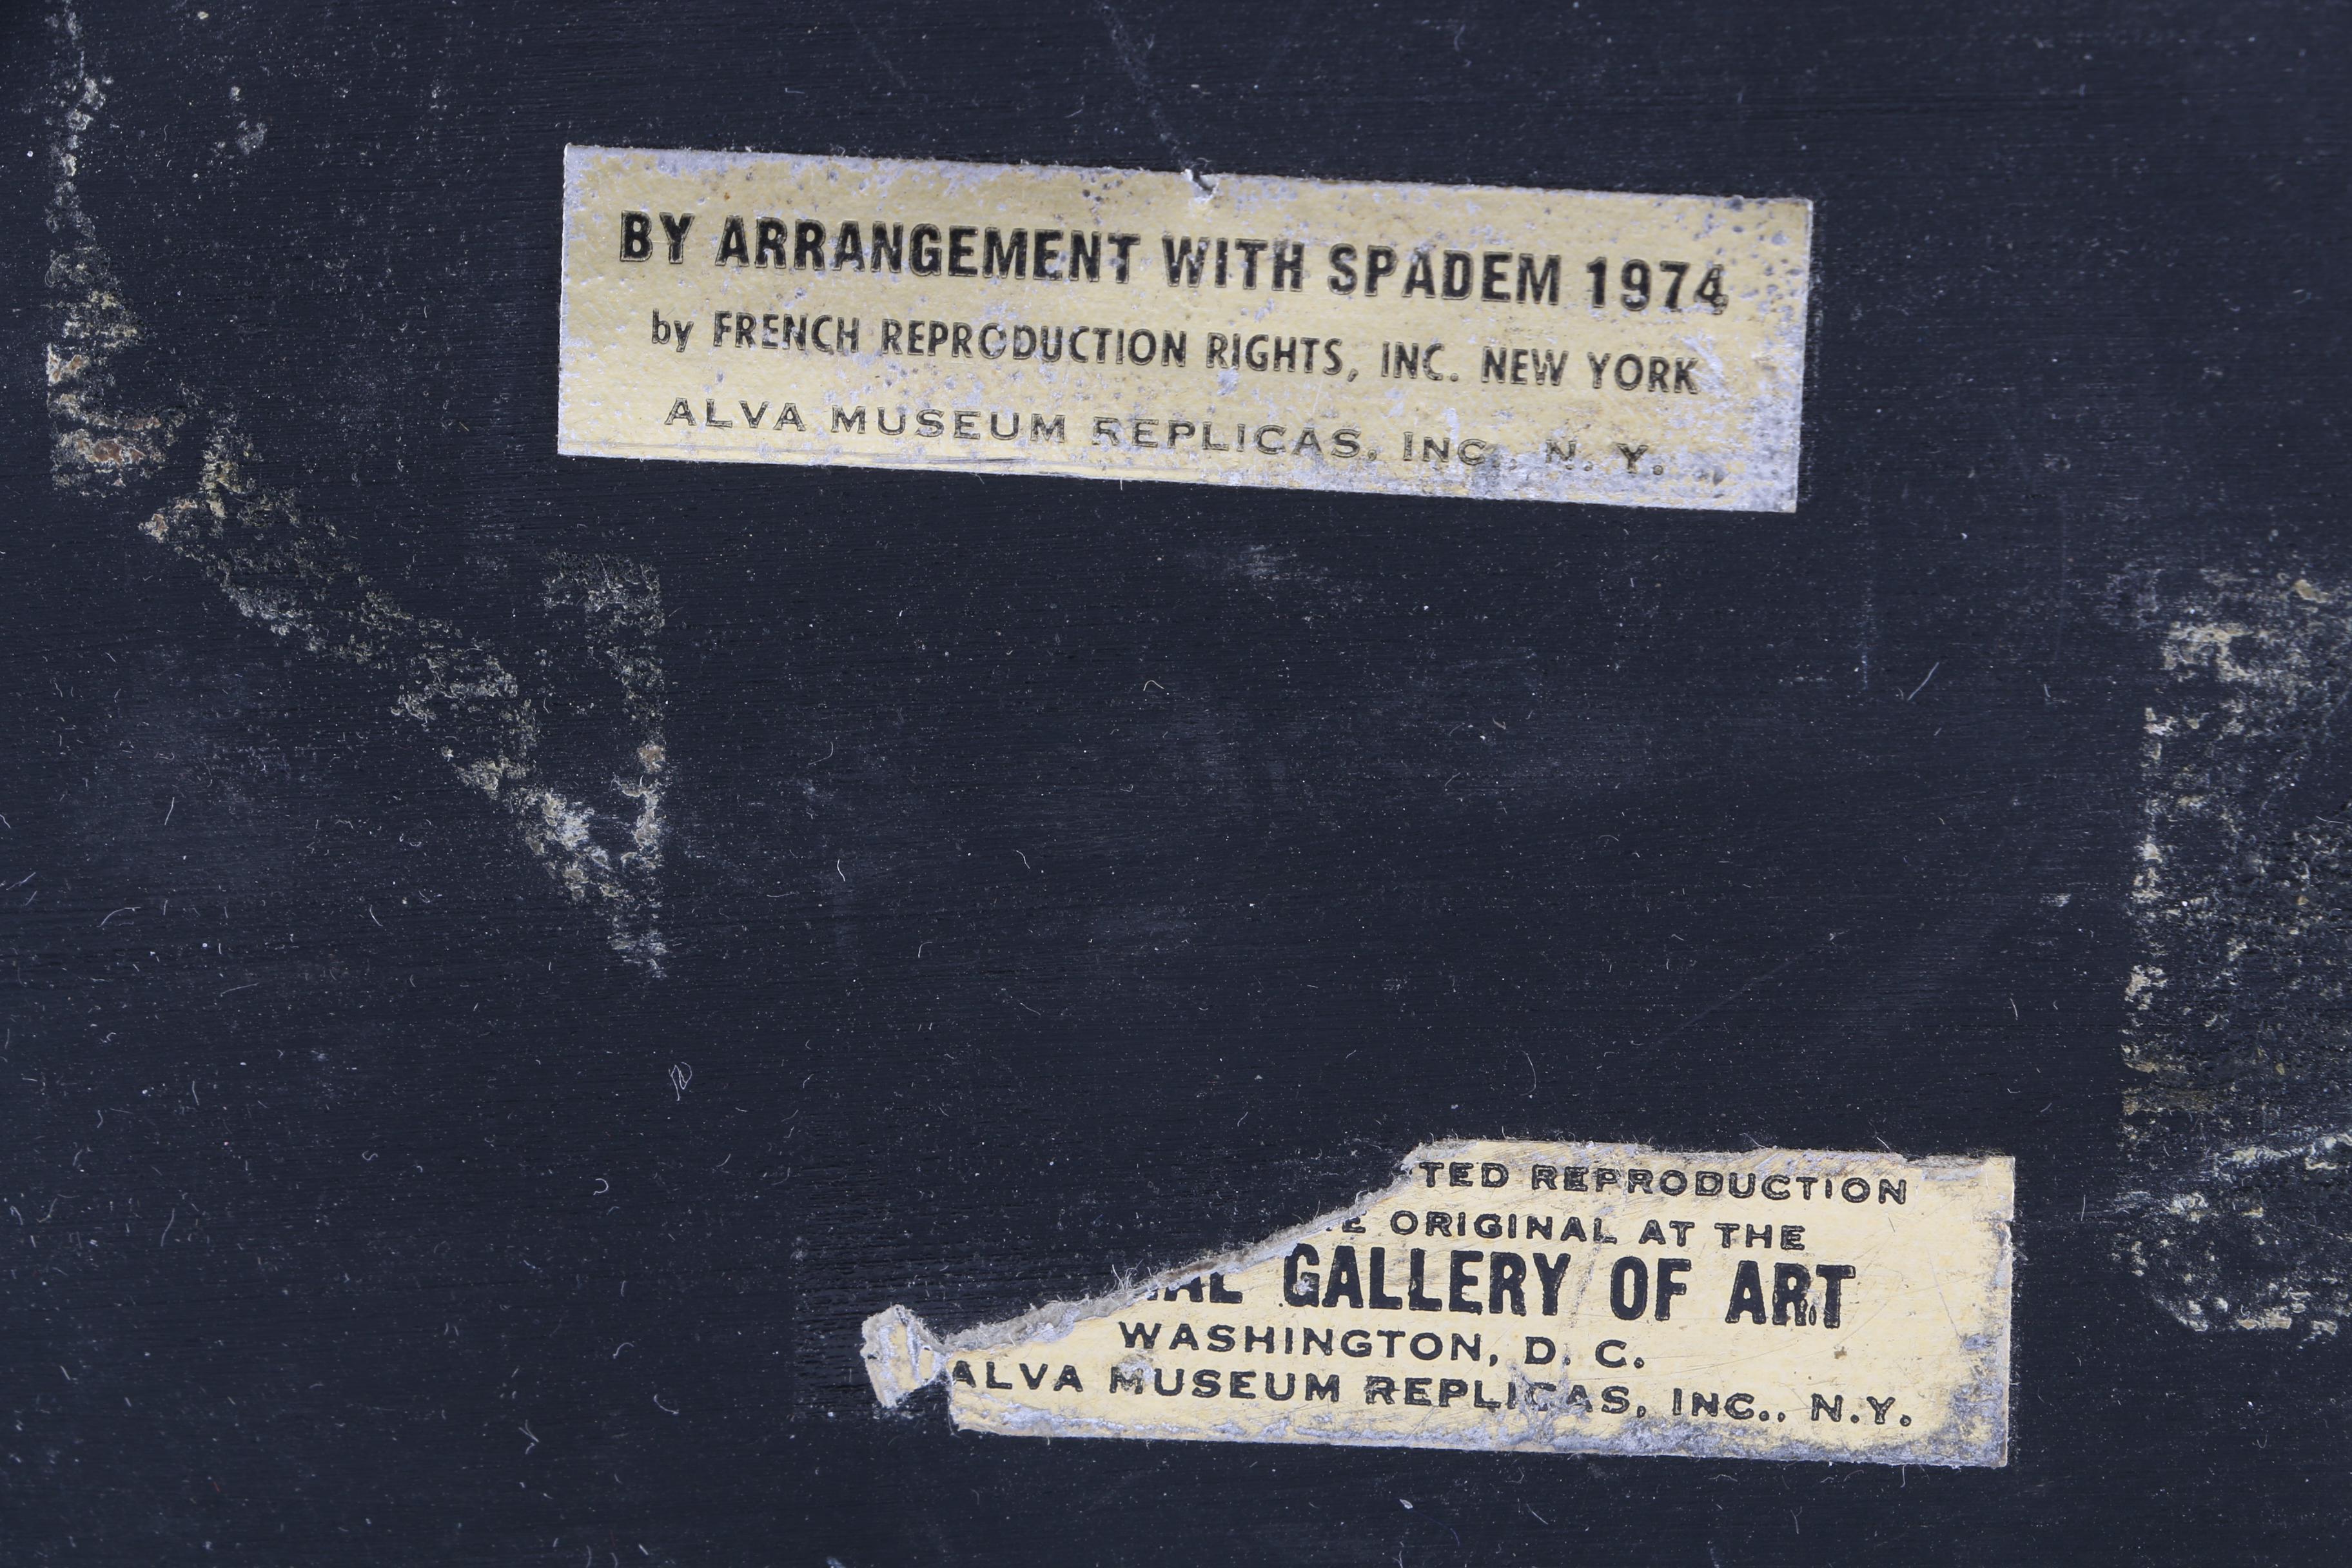 BY ARRANGEMENT WITH SPADEM 1974
by FRENCH REPRODUCTION RIGHTS, INC. NEW YORK
ALVA MUSEUM REPLICAS, INC., N. Y.
TED REPRODUCTION
E ORIGINAL AT THE
AL GALLERY OF ART
WASHINGTON, D. C.
ALVA MUSEUM REPLICAS, INC., N.Y.